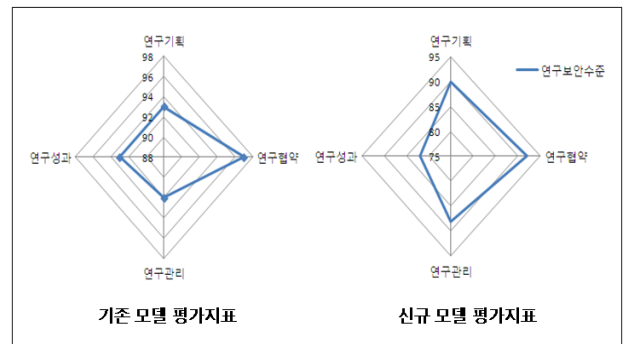 연구기획
98
96
94
92
90
88
연구성과
연구협약
연구관리
기존 모델 평가지표
연구기획
95
90
85
80
75
연구보안수준
연구성과
연구협약
연구관리
신규 모델 평가지표